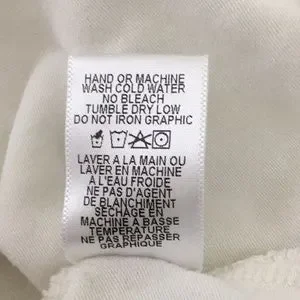 HAND OR MACHINE
WASH COLD WATER
NO BLEACH
TUMBLE DRY LOW
DO NOT IRON GRAPHIC
LAVER A LA MAIN OU
LAVER EN MACHINE
A L'EAU FROIDE
NE PAS D'AGENT
DE BLANCHIMENT
SECHAGE EN
MACHINE A BASSE
TEMPERATURE
NE PAS REPASSER
GRAPHIQUE